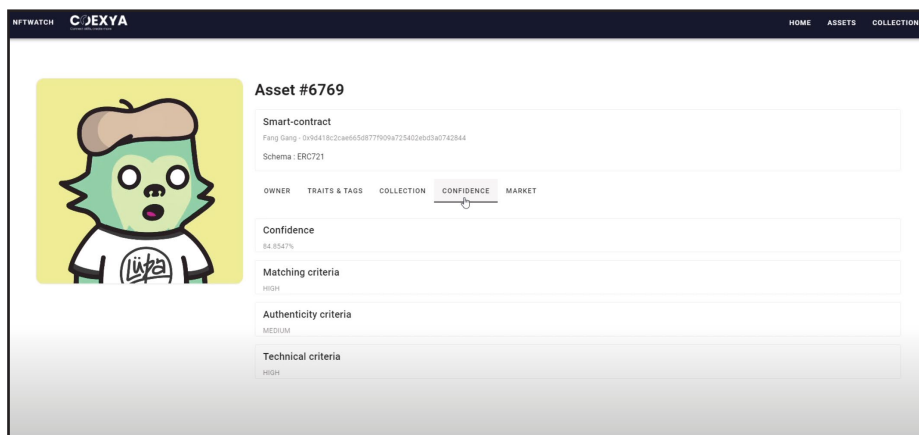 NFTWATCH
COEXYA
HOME ASSETS COLLECTION
Asset #6769
Smart-contract
Fang Gang - 0x9d418c2cae665d877f909a725402ebd3a0742844
Schema : ERC721
OWNER TRAITS & TAGS COLLECTION CONFIDENCE MARKET
Confidence
84.8547%
Matching criteria
HIGH
Authenticity criteria
MEDIUM
Technical criteria
HIGH